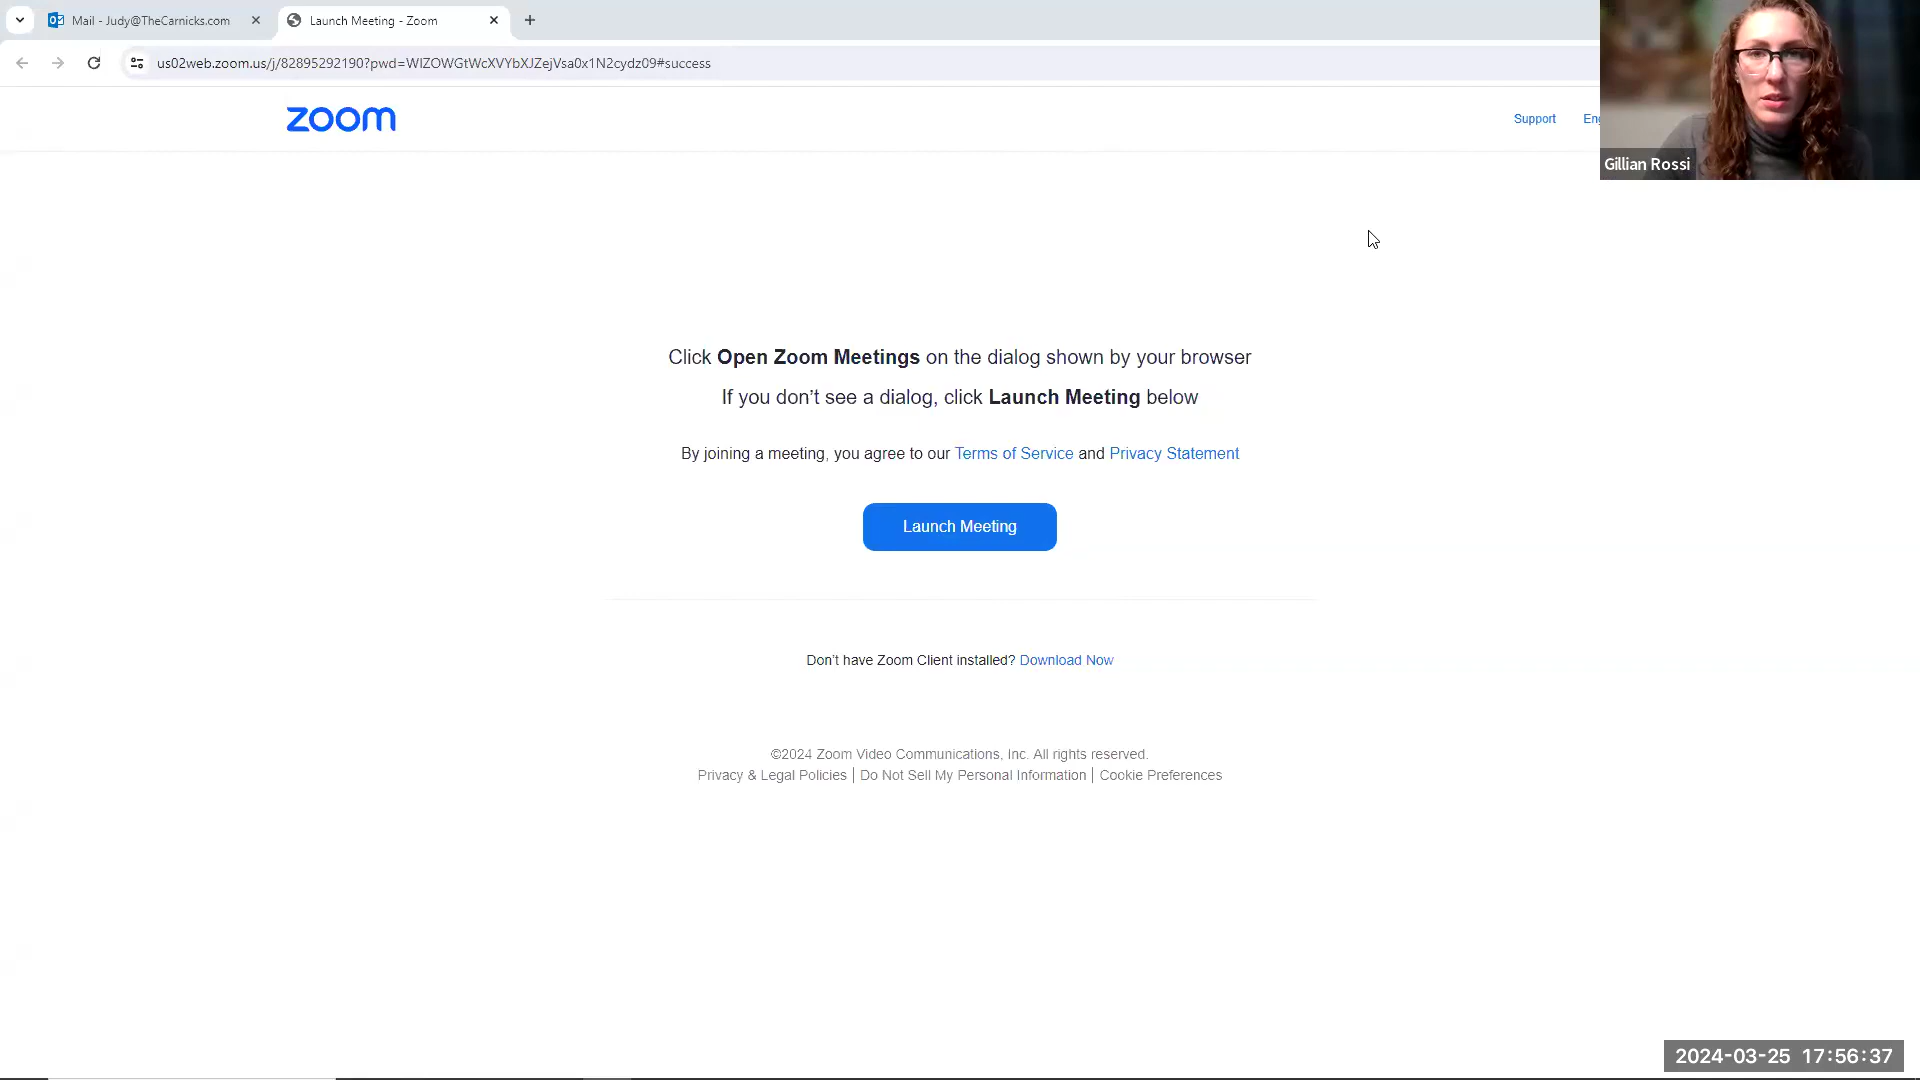 Mail - Judy@TheCarnicks.com
Launch Meeting - Zoom
us02web.zoom.us/j/82895292190?pwd=WlZOWGtWcXVYbXJZejVsa0x1N2cydz09#success
zoom
Support
Eng
Gillian Rossi
Click Open Zoom Meetings on the dialog shown by your browser
If you don’t see a dialog, click Launch Meeting below
By joining a meeting, you agree to our Terms of Service and Privacy Statement
Launch Meeting
Don’t have Zoom Client installed? Download Now
©2024 Zoom Video Communications, Inc. All rights reserved.
Privacy & Legal Policies | Do Not Sell My Personal Information | Cookie Preferences
2024-03-25 17:56:37